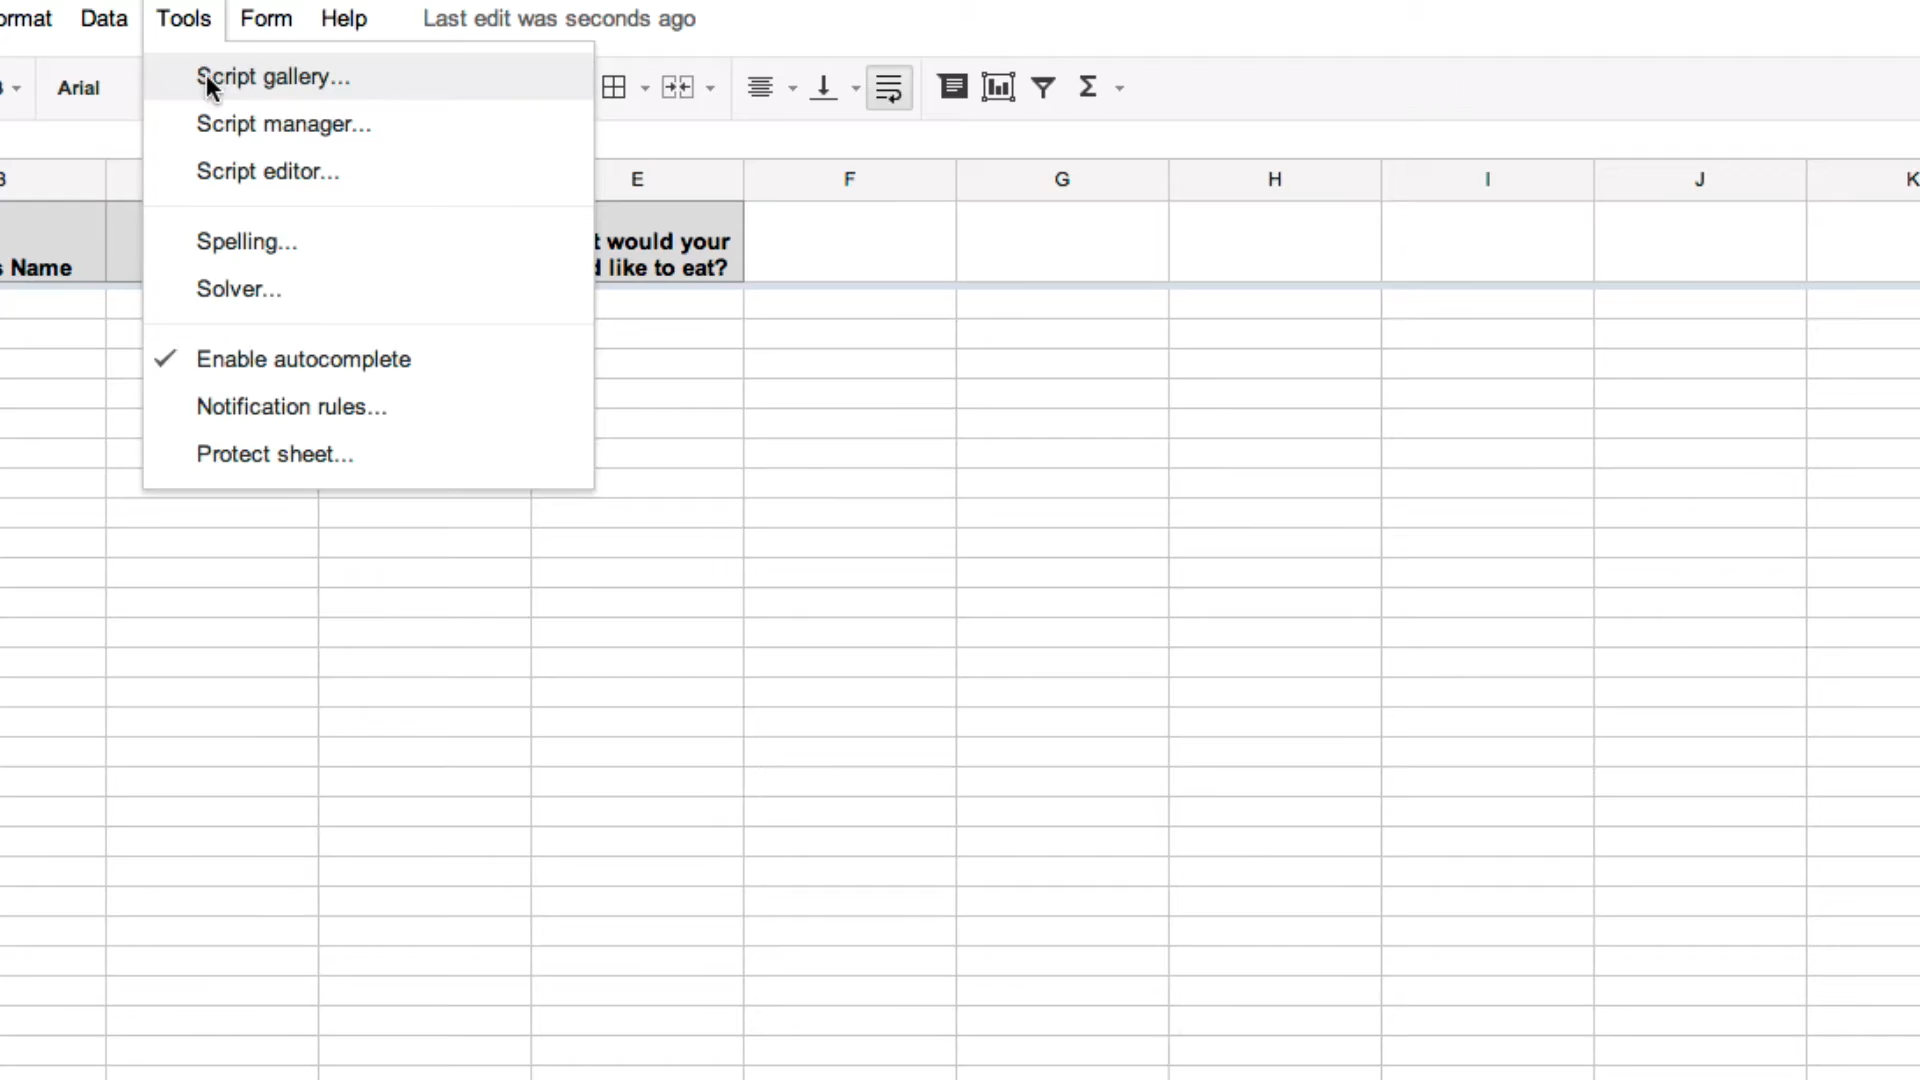 Data Tools Form Help Last edit was seconds ago
Arial
Script gallery...
Script manager...
Script editor...
Spelling...
Solver...
Enable autocomplete
Notification rules...
Protect sheet...
E F G H I J K
Name
would your
like to eat?